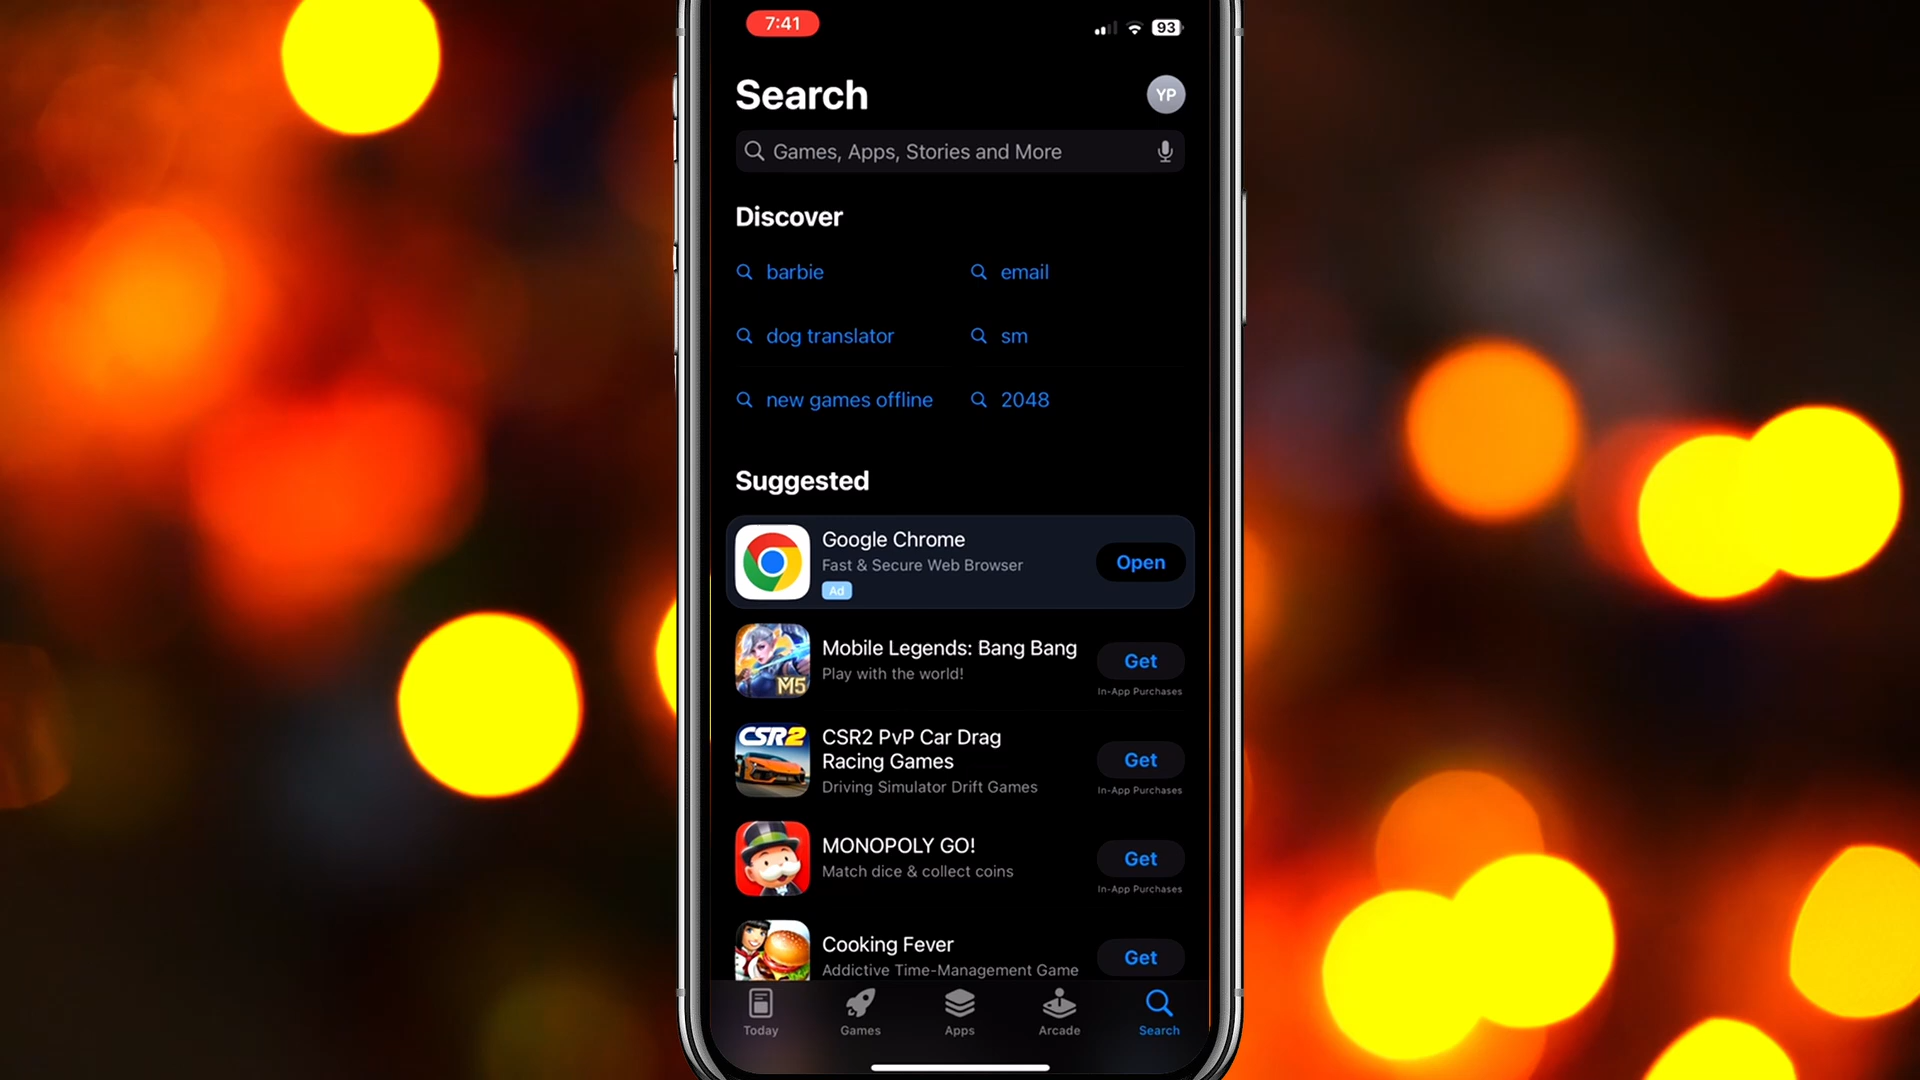 7:41
93
Search
YP
Games, Apps, Stories and More
Discover
barbie
email
dog translator
sm
new games offline
2048
Suggested
Google Chrome
Fast & Secure Web Browser
Ad
Open
Mobile Legends: Bang Bang
Play with the world!
M5
Get
In-App Purchases
CSR2
CSR2 PvP Car Drag
Racing Games
Driving Simulator Drift Games
Get
In-App Purchases
MONOPOLY GO!
Match dice & collect coins
Get
In-App Purchases
Cooking Fever
Addictive Time-Management Game
Get
Today
Games
Apps
Arcade
Search